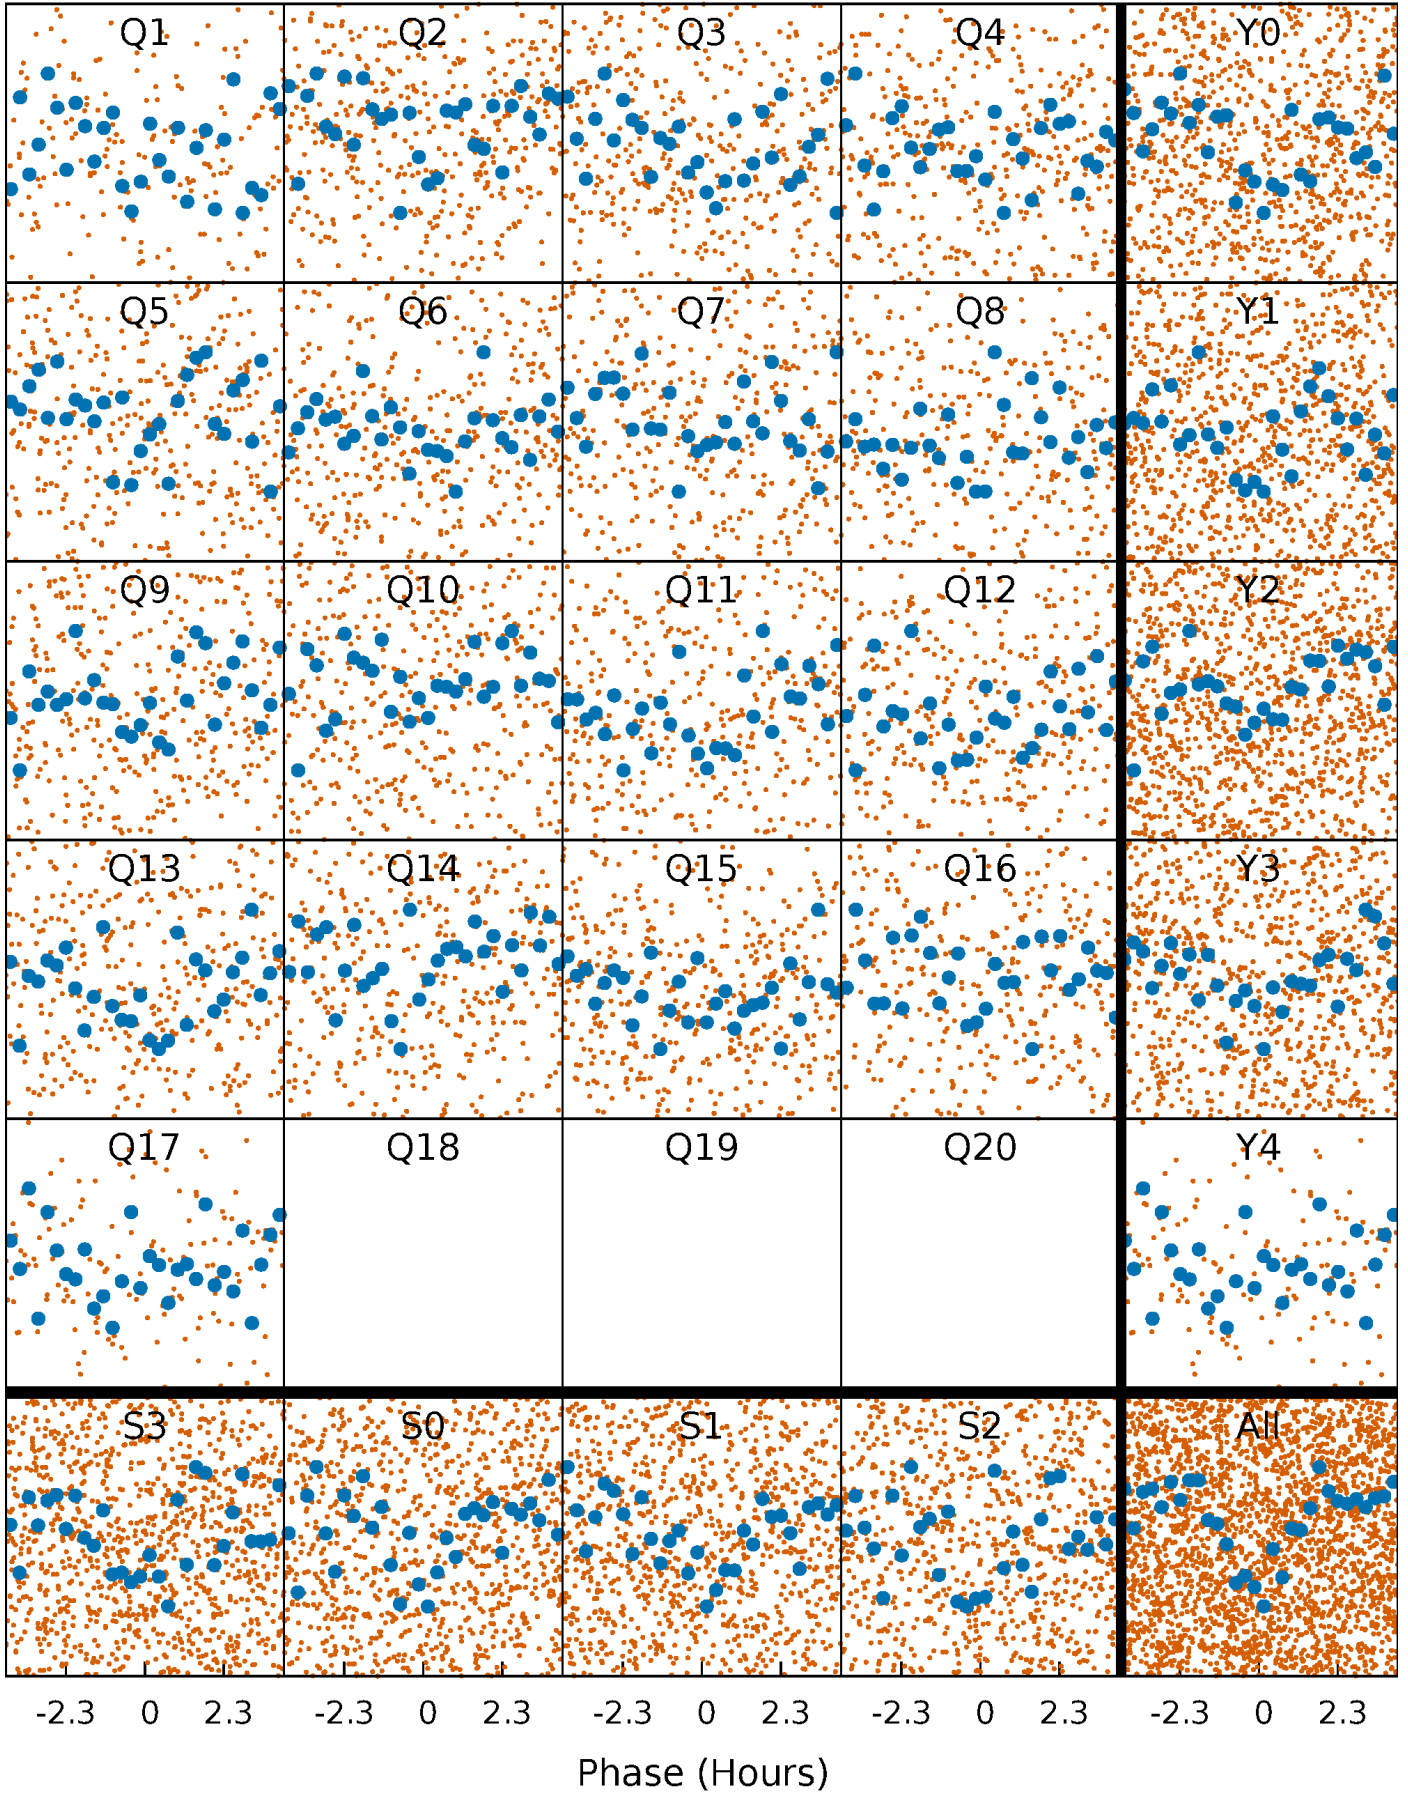 Q1 Q2 Q3 Q4 Y0
Q5 Q6 Q7 Q8 Y1
Q9 Q10 Q11 Q12 Y2
Q13 Q14 Q15 Q16 Y3
Q17 Q18 Q19 Q20 Y4
S3 S0 S1 S2 All
-2.3 0 2.3 -2.3 0 2.3 -2.3 0 2.3 -2.3 0 2.3 -2.3 0 2.3
Phase (Hours)